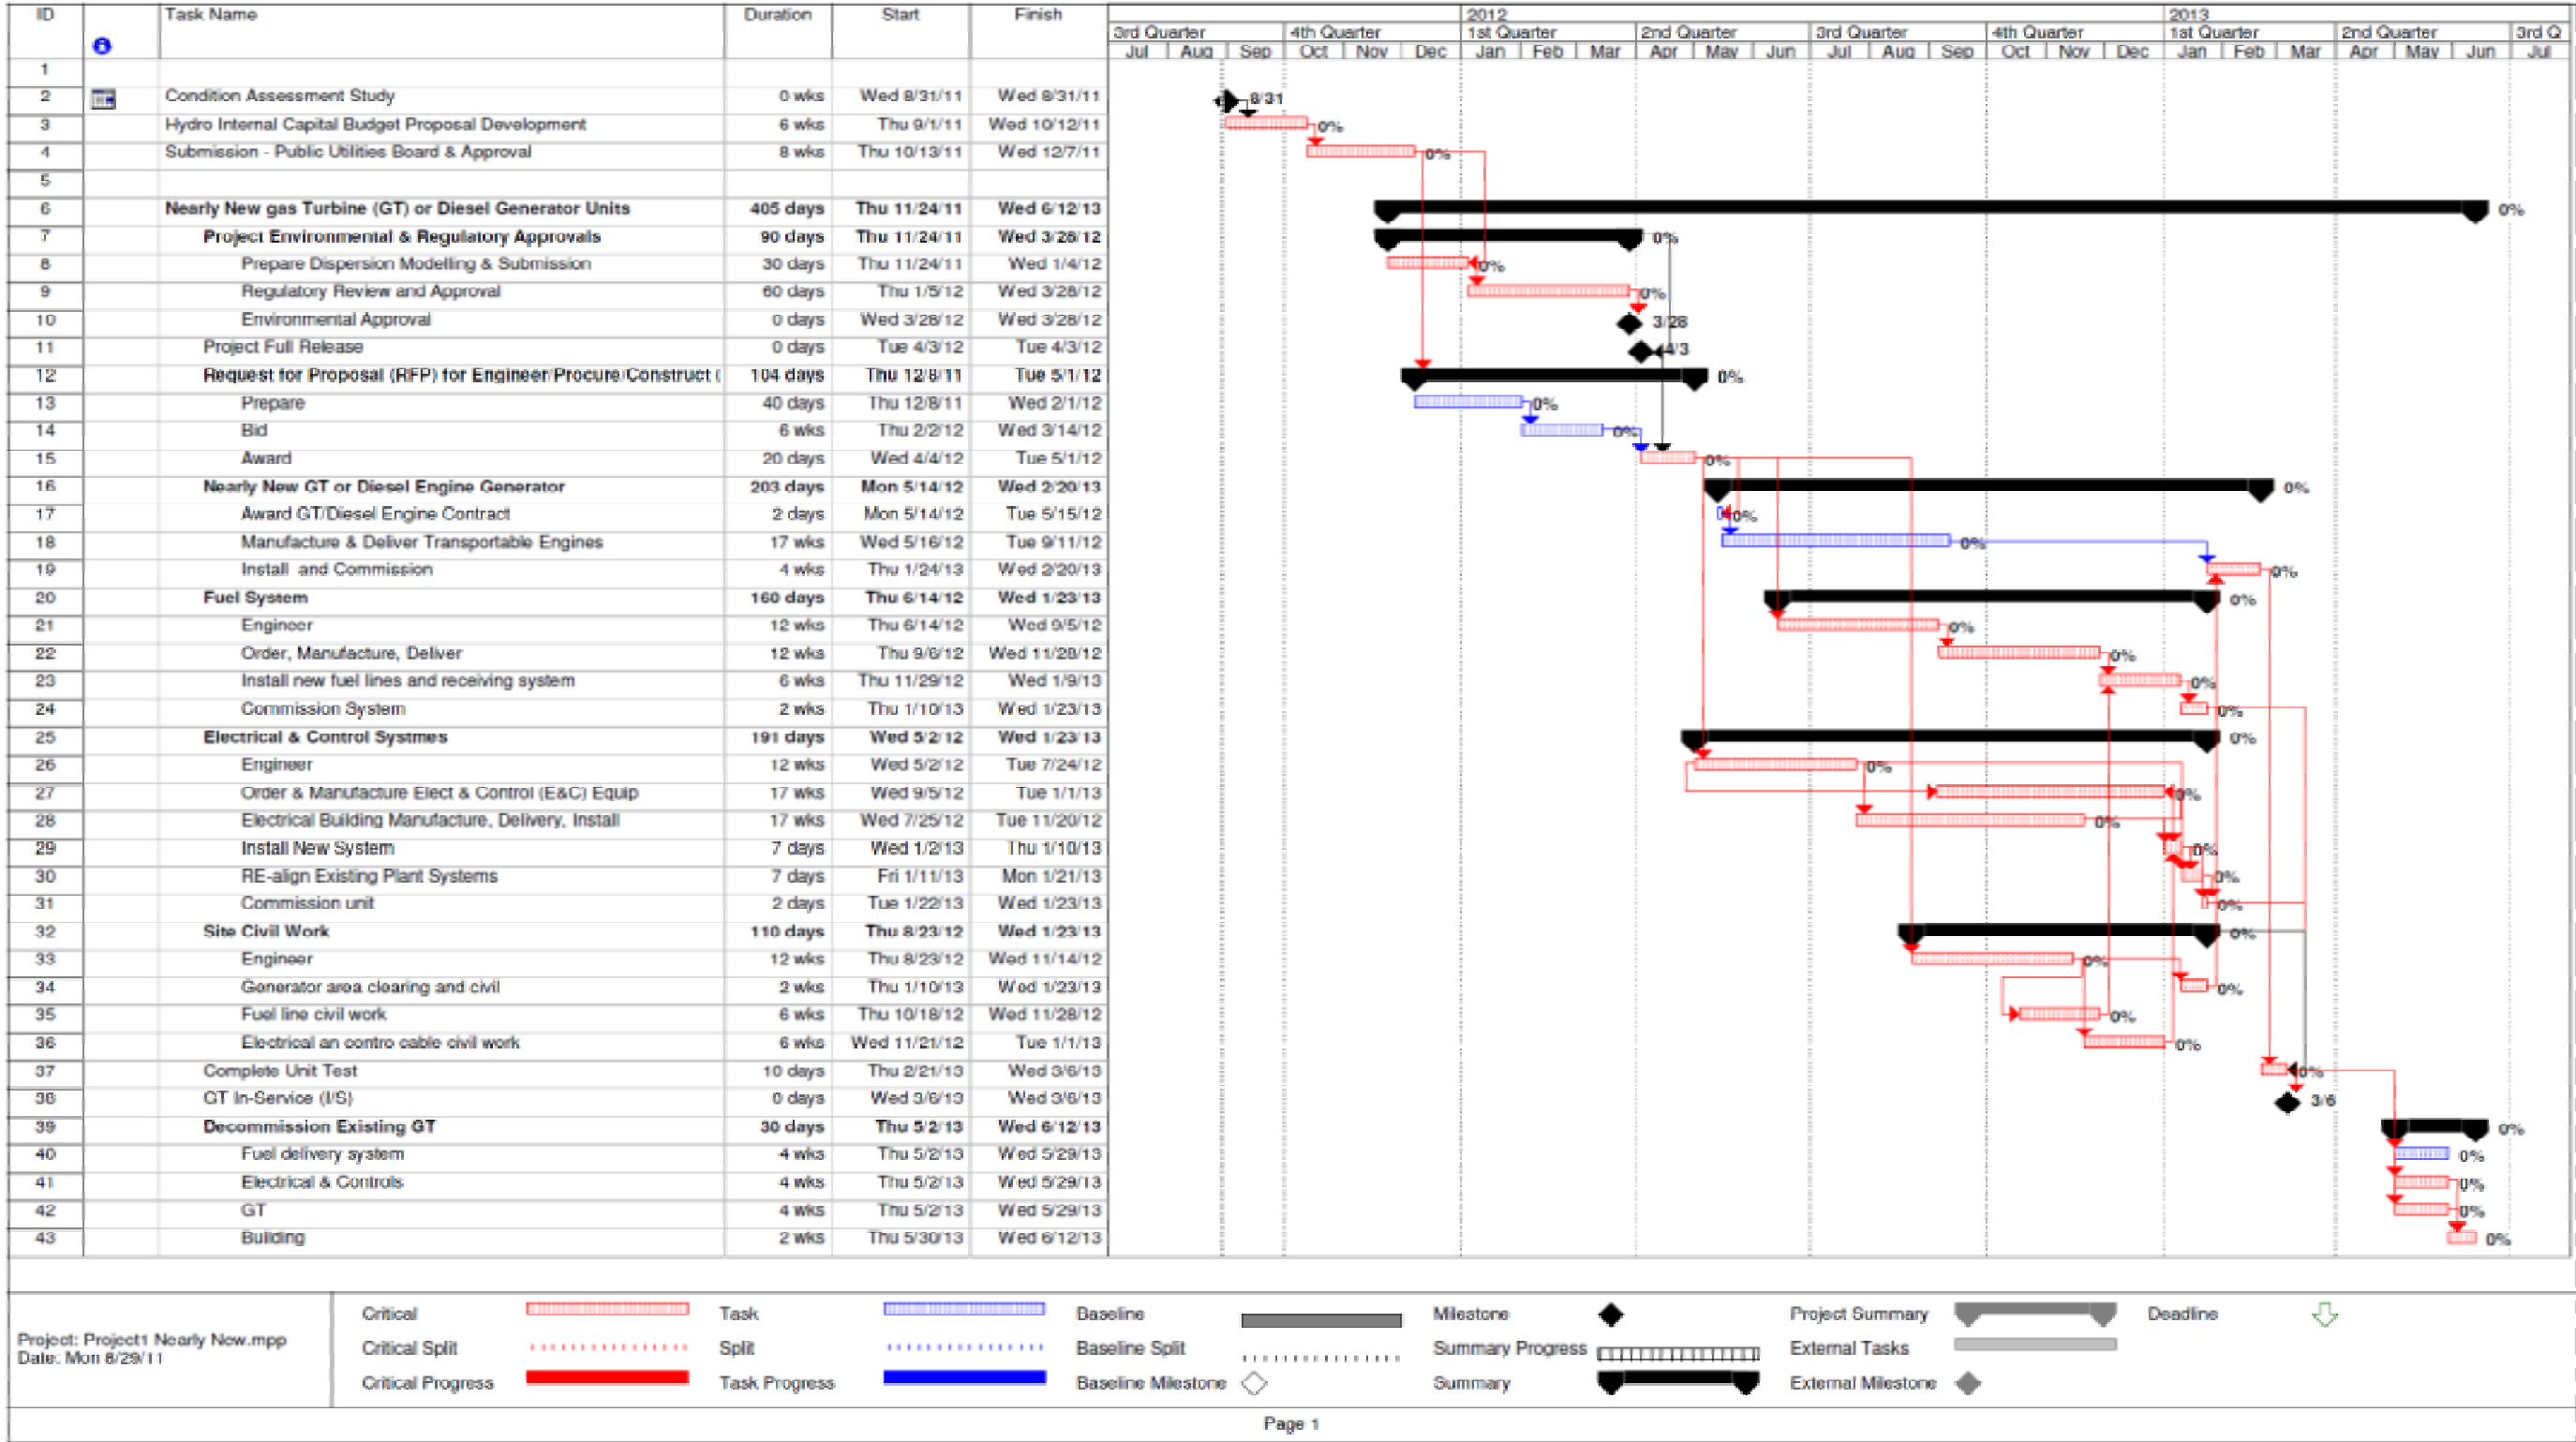 ID Task Name Duration Start Finish 2012 2013
3rd Quarter 4th Quarter 1st Quarter 2nd Quarter 3rd Quarter 4th Quarter 1st Quarter 2nd Quarter 3rd Q
Jul Aug Sep Oct Nov Dec Jan Feb Mar Apr May Jun Jul Aug Sep Oct Nov Dec Jan Feb Mar Apr May Jun Jul
1
2 Condition Assessment Study 0 wks Wed 8/31/11 Wed 8/31/11 8/31
3 Hydro Internal Capital Budget Proposal Development 6 wks Thu 9/1/11 Wed 10/12/11 0%
4 Submission - Public Utilities Board & Approval 8 wks Thu 10/13/11 Wed 12/7/11 0%
5
6 Nearly New gas Turbine (GT) or Diesel Generator Units 405 days Thu 11/24/11 Wed 6/12/13 0%
7 Project Environmental & Regulatory Approvals 90 days Thu 11/24/11 Wed 3/28/12 0%
8 Prepare Dispersion Modelling & Submission 30 days Thu 11/24/11 Wed 1/4/12 0%
9 Regulatory Review and Approval 60 days Thu 1/5/12 Wed 3/28/12 0%
10 Environmental Approval 0 days Wed 3/28/12 Wed 3/28/12 3/28
11 Project Full Release 0 days Tue 4/3/12 Tue 4/3/12 4/3
12 Request for Proposal (RFP) for Engineer/Procure/Construct ( 104 days Thu 12/8/11 Tue 5/1/12 0%
13 Prepare 40 days Thu 12/8/11 Wed 2/1/12 0%
14 Bid 6 wks Thu 2/2/12 Wed 3/14/12 0%
15 Award 20 days Wed 4/4/12 Tue 5/1/12 0%
16 Nearly New GT or Diesel Engine Generator 203 days Mon 5/14/12 Wed 2/20/13 0%
17 Award GT/Diesel Engine Contract 2 days Mon 5/14/12 Tue 5/15/12 0%
18 Manufacture & Deliver Transportable Engines 17 wks Wed 5/16/12 Tue 9/11/12 0%
19 Install and Commission 4 wks Thu 1/24/13 Wed 2/20/13 0%
20 Fuel System 160 days Thu 6/14/12 Wed 1/23/13 0%
21 Engineer 12 wks Thu 6/14/12 Wed 9/5/12 0%
22 Order, Manufacture, Deliver 12 wks Thu 9/6/12 Wed 11/28/12 0%
23 Install new fuel lines and receiving system 6 wks Thu 11/29/12 Wed 1/9/13 0%
24 Commission System 2 wks Thu 1/10/13 Wed 1/23/13 0%
25 Electrical & Control Systmes 191 days Wed 5/2/12 Wed 1/23/13 0%
26 Engineer 12 wks Wed 5/2/12 Tue 7/24/12 0%
27 Order & Manufacture Elect & Control (E&C) Equip 17 wks Wed 9/5/12 Tue 1/1/13 0%
28 Electrical Building Manufacture, Delivery, Install 17 wks Wed 7/25/12 Tue 11/20/12 0%
29 Install New System 7 days Wed 1/2/13 Thu 1/10/13 0%
30 RE-align Existing Plant Systems 7 days Fri 1/11/13 Mon 1/21/13 0%
31 Commission unit 2 days Tue 1/22/13 Wed 1/23/13 0%
32 Site Civil Work 110 days Thu 8/23/12 Wed 1/23/13 0%
33 Engineer 12 wks Thu 8/23/12 Wed 11/14/12 0%
34 Generator area clearing and civil 2 wks Thu 1/10/13 Wed 1/23/13 0%
35 Fuel line civil work 6 wks Thu 10/18/12 Wed 11/28/12 0%
36 Electrical an contro cable civil work 6 wks Wed 11/21/12 Tue 1/1/13 0%
37 Complete Unit Test 10 days Thu 2/21/13 Wed 3/6/13 0%
38 GT In-Service (I/S) 0 days Wed 3/6/13 Wed 3/6/13 3/6
39 Decommission Existing GT 30 days Thu 5/2/13 Wed 6/12/13 0%
40 Fuel delivery system 4 wks Thu 5/2/13 Wed 5/29/13 0%
41 Electrical & Controls 4 wks Thu 5/2/13 Wed 5/29/13 0%
42 GT 4 wks Thu 5/2/13 Wed 5/29/13 0%
43 Building 2 wks Thu 5/30/13 Wed 6/12/13 0%
Project: Project1 Nearly New.mpp
Date: Mon 8/29/11
Critical Task Baseline Milestone Project Summary Deadline
Critical Split Split Baseline Split Summary Progress External Tasks
Critical Progress Task Progress Baseline Milestone Summary External Milestone
Page 1